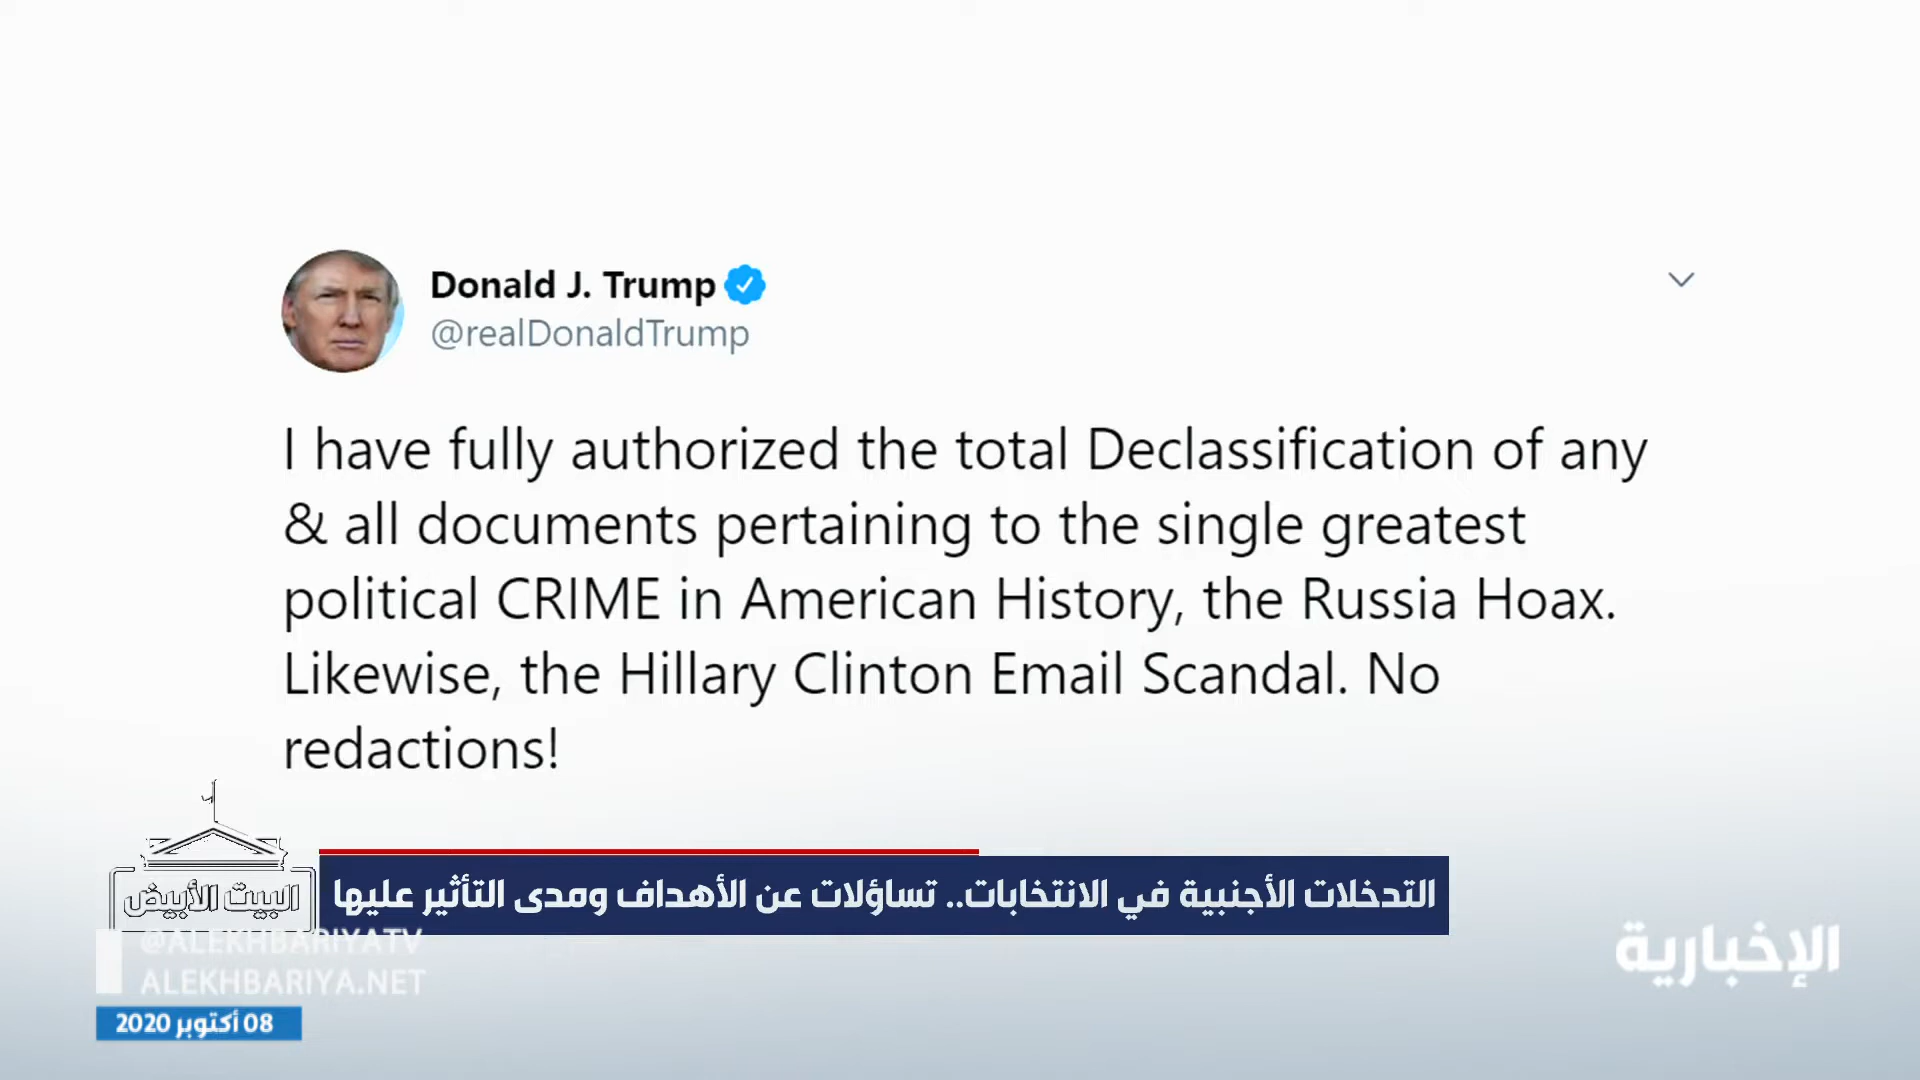 Donald J. Trump
@realDonaldTrump
I have fully authorized the total Declassification of any
& all documents pertaining to the single greatest
political CRIME in American History, the Russia Hoax.
Likewise, the Hillary Clinton Email Scandal. No
redactions!
البيت الأبيض
التدخلات الأجنبية في الانتخابات.. تساؤلات عن الأهداف ومدى التأثير عليها
@ALEKHBARIYATV
ALEKHBARIYA.NET
الإخبارية
08 أكتوبر 2020